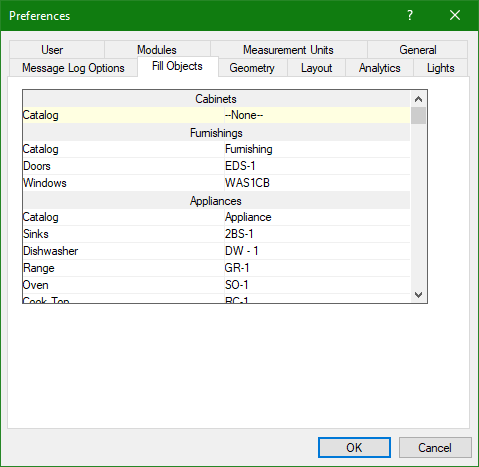 Preferences
?
User Modules Measurement Units General
Message Log Options Fill Objects Geometry Layout Analytics Lights
Cabinets
Catalog --None--
Furnishings
Catalog Furnishing
Doors EDS-1
Windows WAS1CB
Appliances
Catalog Appliance
Sinks 2BS-1
Dishwasher DW - 1
Range GR-1
Oven SO-1
Cook Top RC-1
OK Cancel